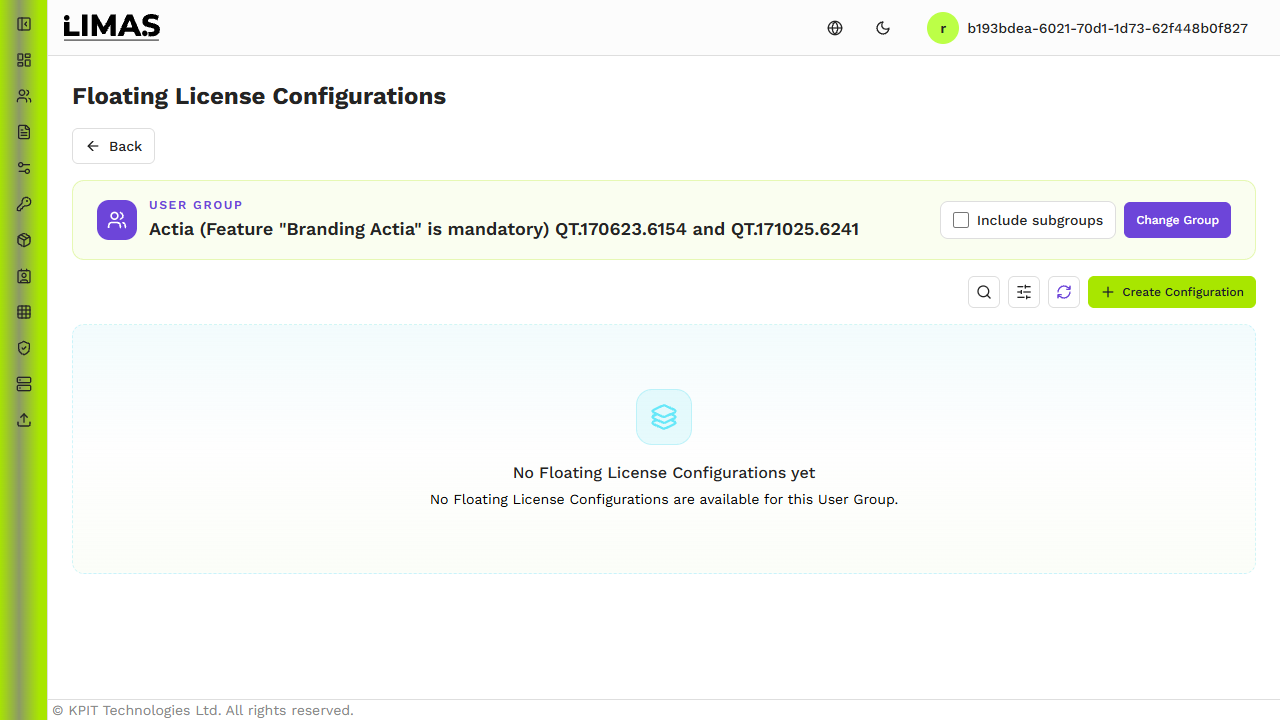 LIMAS
r
b193bdea-6021-70d1-1d73-62f448b0f827
Floating License Configurations
Back
USER GROUP
Actia (Feature "Branding Actia" is mandatory) QT.170623.6154 and QT.171025.6241
Include subgroups
Change Group
Create Configuration
No Floating License Configurations yet
No Floating License Configurations are available for this User Group.
© KPIT Technologies Ltd. All rights reserved.